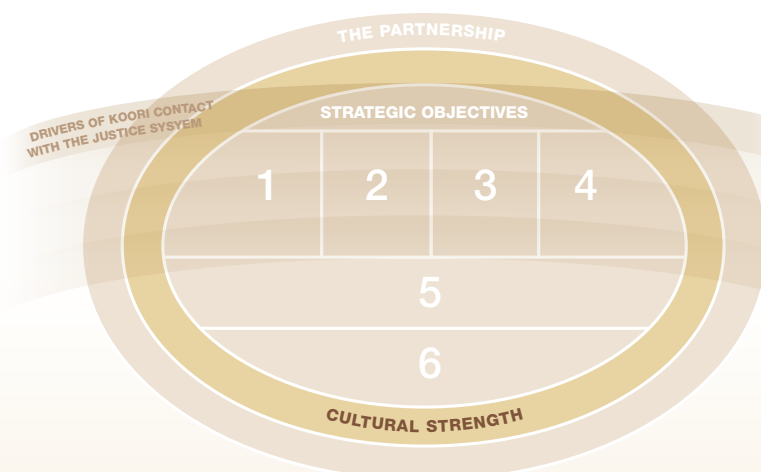 THE PARTNERSHIP
DRIVERS OF KOORI CONTACT
WITH THE JUSTICE SYSYEM
STRATEGIC OBJECTIVES
1 2 3 4
5
6
CULTURAL STRENGTH